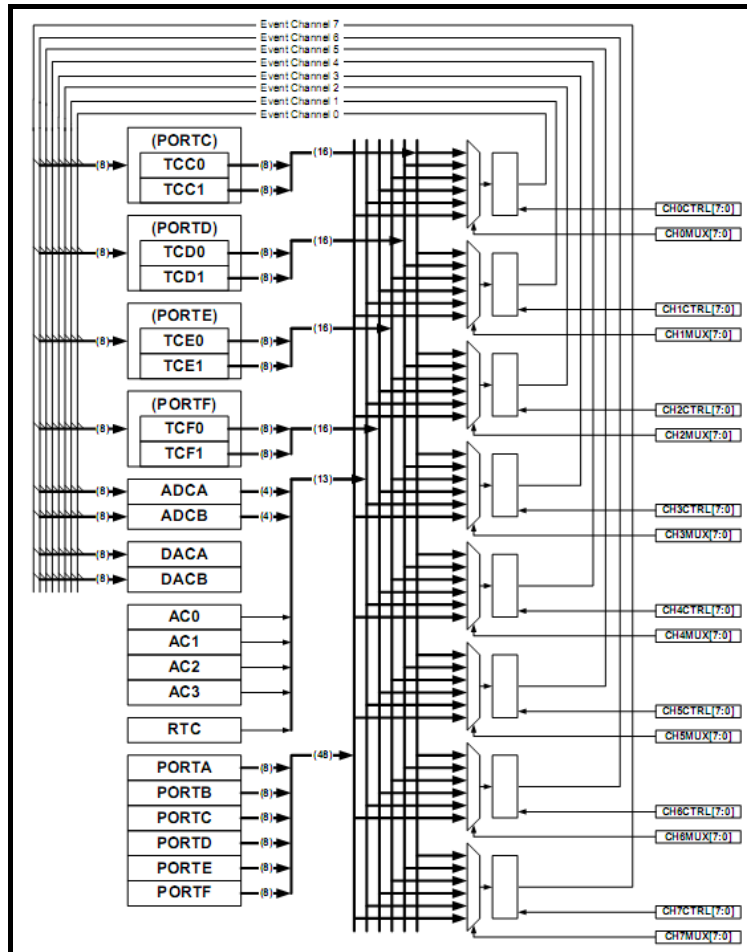 Event Channel 7
Event Channel 6
Event Channel 5
Event Channel 4
Event Channel 3
Event Channel 2
Event Channel 1
Event Channel 0
(PORTC)
(8) TCC0 (8) (16)
TCC1 (8)
CH0CTRL[7:0]
CH0MUX[7:0]
(PORTD)
(8) TCD0 (8) (16)
TCD1 (8)
CH1CTRL[7:0]
CH1MUX[7:0]
(PORTE)
(8) TCE0 (8) (16)
TCE1 (8)
CH2CTRL[7:0]
CH2MUX[7:0]
(PORTF)
(8) TCF0 (8) (16)
TCF1 (8)
(13)
(8) ADCA (4)
(8) ADCB (4)
CH3CTRL[7:0]
CH3MUX[7:0]
(8) DACA
(8) DACB
AC0
AC1
AC2
AC3
CH4CTRL[7:0]
CH4MUX[7:0]
RTC
CH5CTRL[7:0]
CH5MUX[7:0]
(48)
PORTA (8)
PORTB (8)
PORTC (8)
PORTD (8)
PORTE (8)
PORTF (8)
CH6CTRL[7:0]
CH6MUX[7:0]
CH7CTRL[7:0]
CH7MUX[7:0]